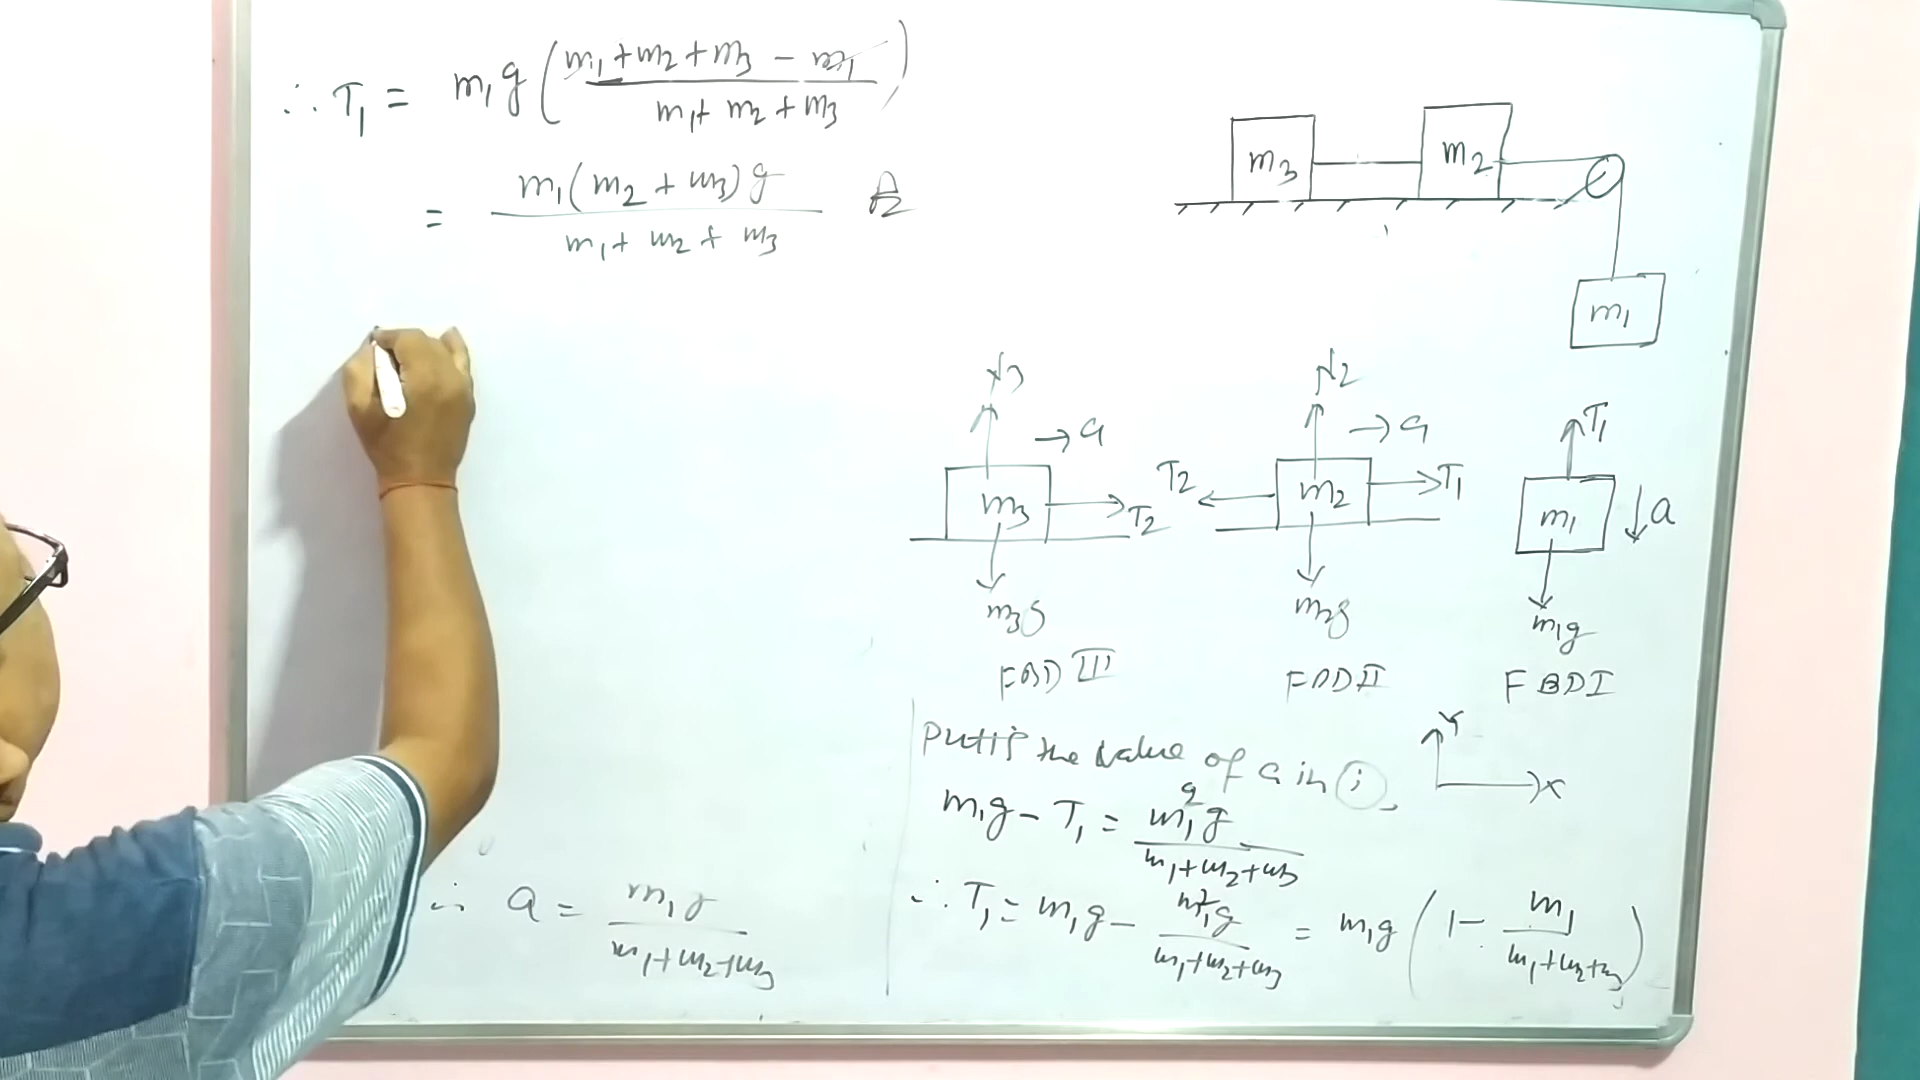 ∴ T₁ = m₁g ( (m₁ + m₂ + m₃ - m₁) / (m₁ + m₂ + m₃) )
= m₁(m₂ + m₃)g / (m₁ + m₂ + m₃)
m₃ m₂
m₁
N₃ N₂
→ a → a T₁
m₃ T₂ T₂ m₂ T₁ m₁ ↓ a
m₃g m₂g m₁g
FBD III FBD II FBD I
the value of a in (i),
Y
X
m₁g - T₁ = m₁²g / (m₁ + m₂ + m₃)
∴ a = m₁g / (m₁ + m₂ + m₃)
∴ T₁ = m₁g - m₁²g / (m₁ + m₂ + m₃) = m₁g ( 1 - m₁ / (m₁ + m₂ + m₃) )